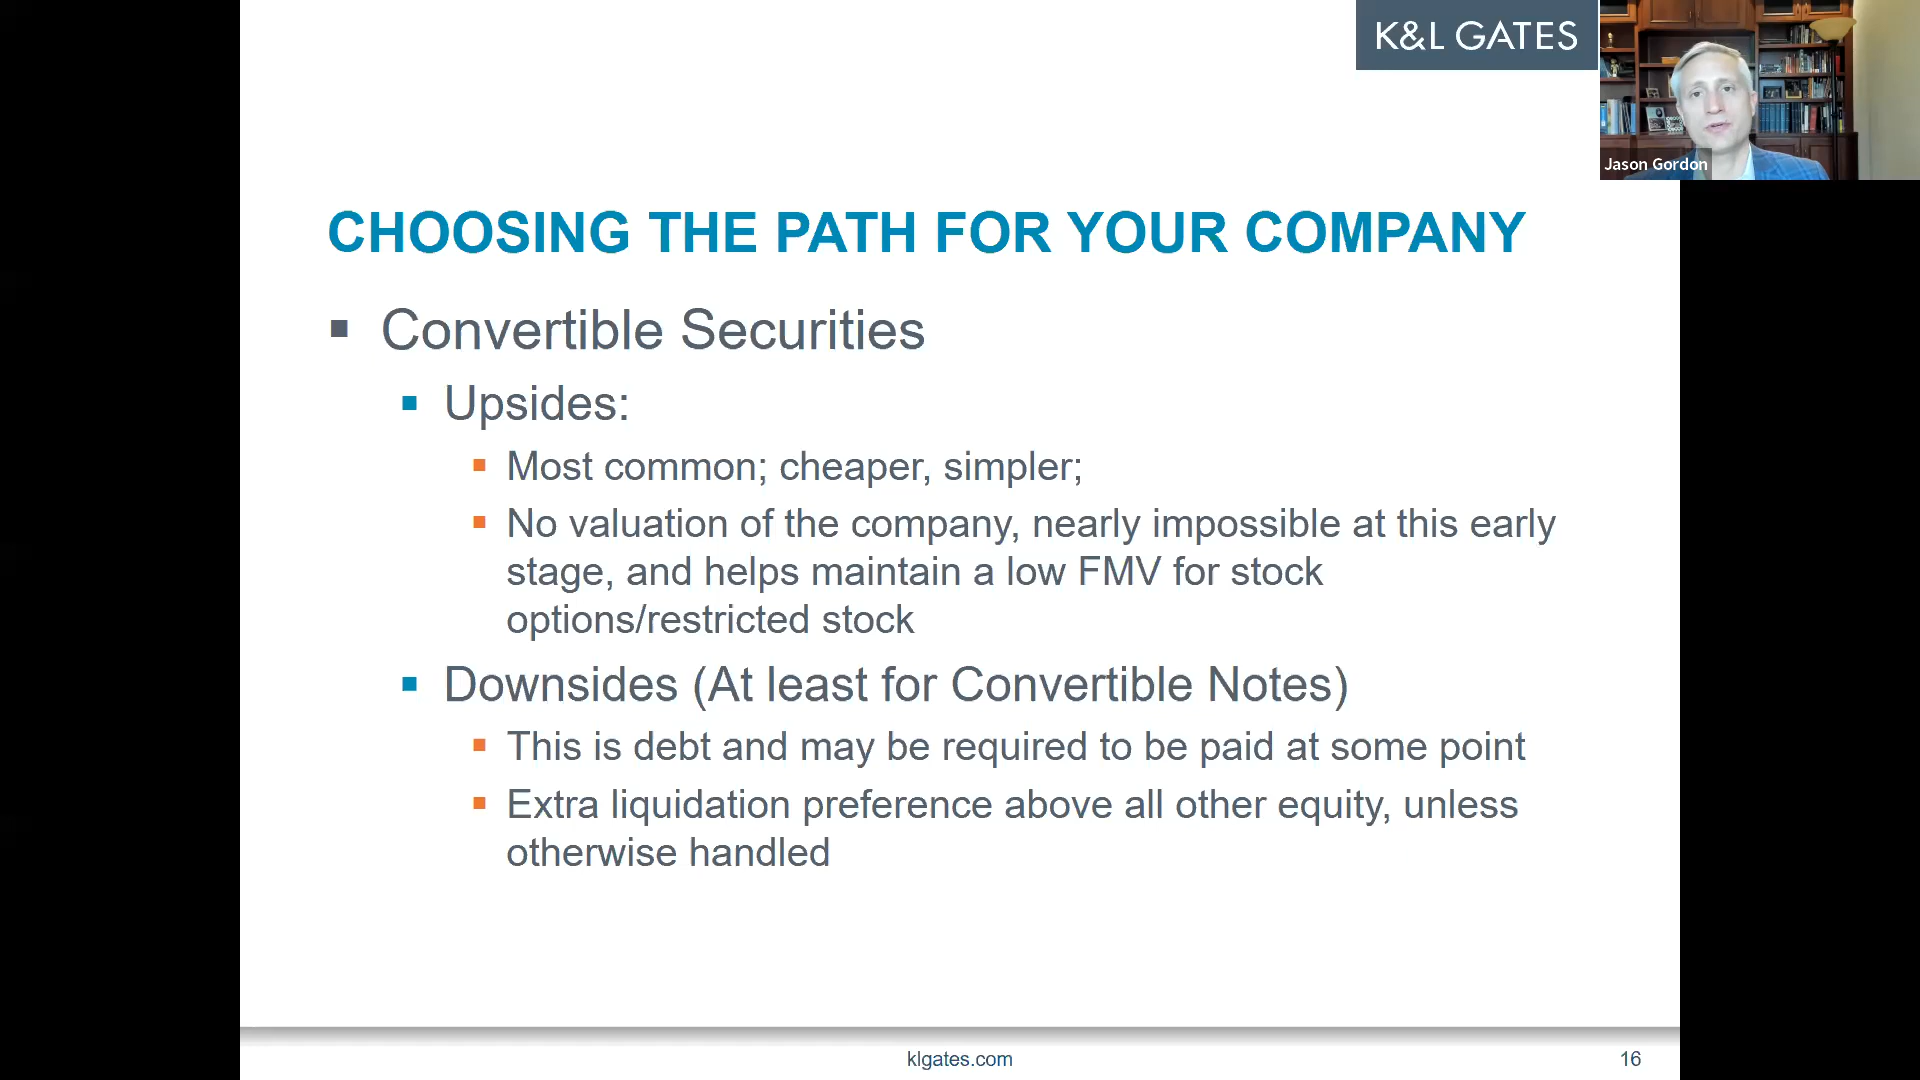 K&L GATES
Jason Gordon
CHOOSING THE PATH FOR YOUR COMPANY
Convertible Securities
Upsides:
Most common; cheaper, simpler;
No valuation of the company, nearly impossible at this early
stage, and helps maintain a low FMV for stock
options/restricted stock
Downsides (At least for Convertible Notes)
This is debt and may be required to be paid at some point
Extra liquidation preference above all other equity, unless
otherwise handled
klgates.com
16